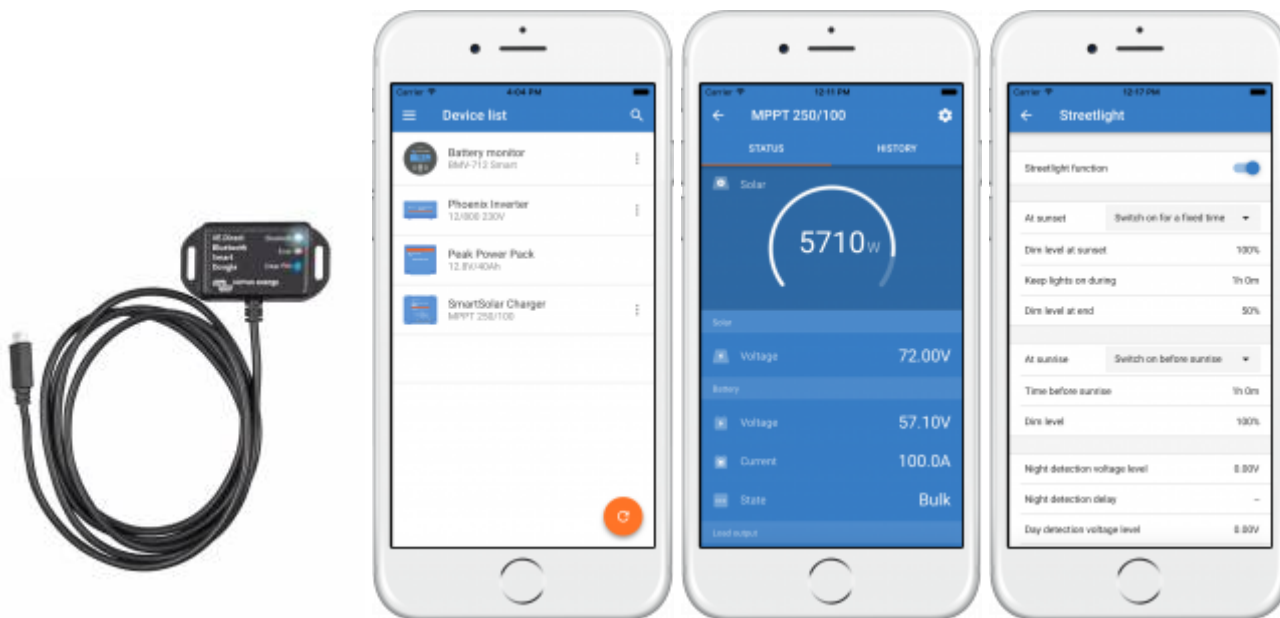 VE.Direct
Bluetooth
Smart
Dongle
victron energy
Carrier 4:04 PM
Device list
Battery monitor
BMV-712 Smart
Phoenix Inverter
12/800 230V
Peak Power Pack
12.8V/40Ah
SmartSolar Charger
MPPT 250/100
Carrier 12:11 PM
MPPT 250/100
STATUS HISTORY
Solar
5710W
Solar
Voltage 72.00V
Battery
Voltage 57.10V
Current 100.0A
State Bulk
Load output
Carrier 12:17 PM
Streetlight
Streetlight function
At sunset Switch on for a fixed time
Dim level at sunset 100%
Keep lights on during 1h 0m
Dim level at end 50%
At sunrise Switch on before sunrise
Time before sunrise 1h 0m
Dim level 100%
Night detection voltage level 0.00V
Night detection delay --
Day detection voltage level 0.00V